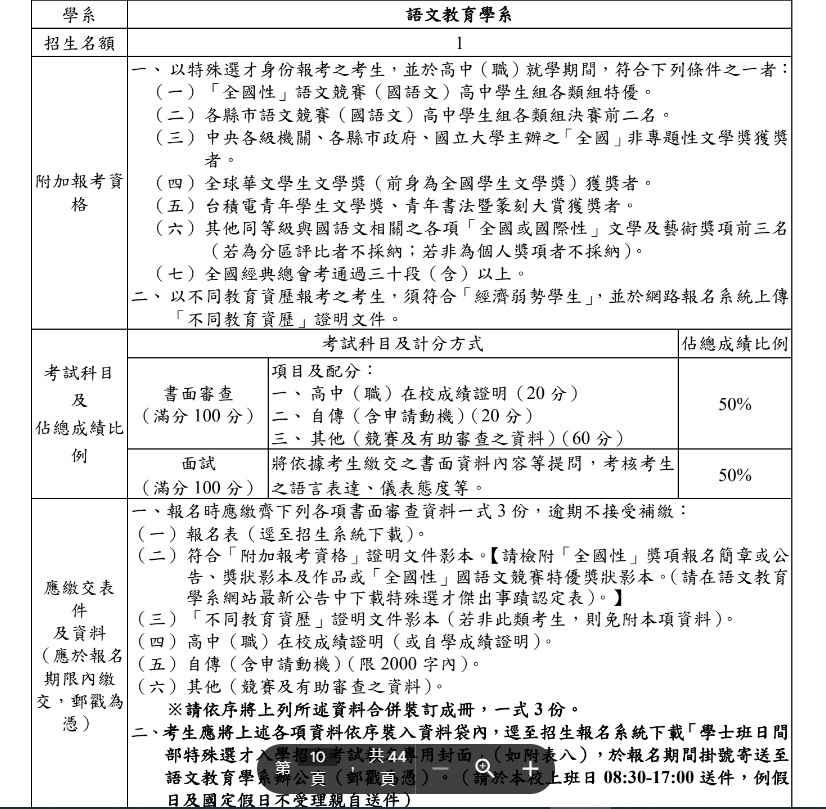 學系 語文教育學系
招生名額 1
附加報考資格
一、以特殊選才身份報考之考生，並於高中（職）就學期間，符合下列條件之一者：
（一）「全國性」語文競賽（國語文）高中學生組各類組特優。
（二）各縣市語文競賽（國語文）高中學生組各類組決賽前二名。
（三）中央各級機關、各縣市政府、國立大學主辦之「全國」非專題性文學獎獲獎
者。
（四）全球華文學生文學獎（前身為全國學生文學獎）獲獎者。
（五）台積電青年學生文學獎、青年書法暨篆刻大賞獲獎者。
（六）其他同等級與國語文相關之各項「全國或國際性」文學及藝術獎項前三名
（若為分區評比者不採納；若非為個人獎項者不採納）。
（七）全國經典總會考通過三十段（含）以上。
二、以不同教育資歷報考之考生，須符合「經濟弱勢學生」，並於網路報名系統上傳
「不同教育資歷」證明文件。
考試科目
及
佔總成績比
例
考試科目及計分方式 佔總成績比例
書面審查
（滿分 100 分）
項目及配分：
一、高中（職）在校成績證明（20 分）
二、自傳（含申請動機）（20 分）
三、其他（競賽及有助審查之資料）（60 分）
50%
面試
（滿分 100 分）
將依據考生繳交之書面資料內容等提問，考核考生
之語言表達、儀表態度等。
50%
應繳交表
件
及資料
（應於報名
期限內繳
交，郵戳為
憑）
一、報名時應繳齊下列各項書面審查資料一式 3 份，逾期不接受補繳：
（一）報名表（逕至招生系統下載）。
（二）符合「附加報考資格」證明文件影本。【請檢附「全國性」獎項報名簡章或公
告、獎狀影本及作品或「全國性」國語文競賽特優獎狀影本。（請在語文教育
學系網站最新公告中下載特殊選才傑出事蹟認定表）。】
（三）「不同教育資歷」證明文件影本（若非此類考生，則免附本項資料）。
（四）高中（職）在校成績證明（或自學成績證明）。
（五）自傳（含申請動機）（限 2000 字內）。
（六）其他（競賽及有助審查之資料）。
※請依序將上列所述資料合併裝訂成冊，一式 3 份。
二、考生應將上述各項資料依序裝入資料袋內，逕至招生報名系統下載「學士班日間
部特殊選才入學招生考試報名專用封面」（如附表八），於報名期間掛號寄送至
語文教育學系辦公室（郵戳為憑）。（請於本校上班日 08:30-17:00 送件，例假
日及國定假日不受理親自送件）
第 10 頁，共 44 頁